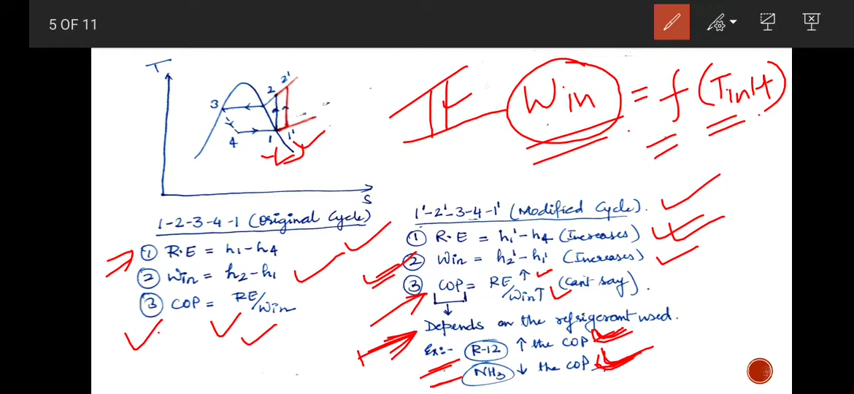 5 OF 11
T
2 2'
3
4
1 1'
S
Win = f (Tinlt)
1-2-3-4-1 (Original Cycle)
① R.E = h1-h4
② Win = h2-h1
③ COP = RE/Win
1'-2'-3-4-1' (Modified Cycle).
① R.E = h1'-h4 (Increases)
② Win = h2'-h1' (Increases)
③ COP = RE↑/Win↑ (Can't say).
Depends on the refrigerant used.
Ex:- R-12 ↑ the COP
NH3 ↓ the COP